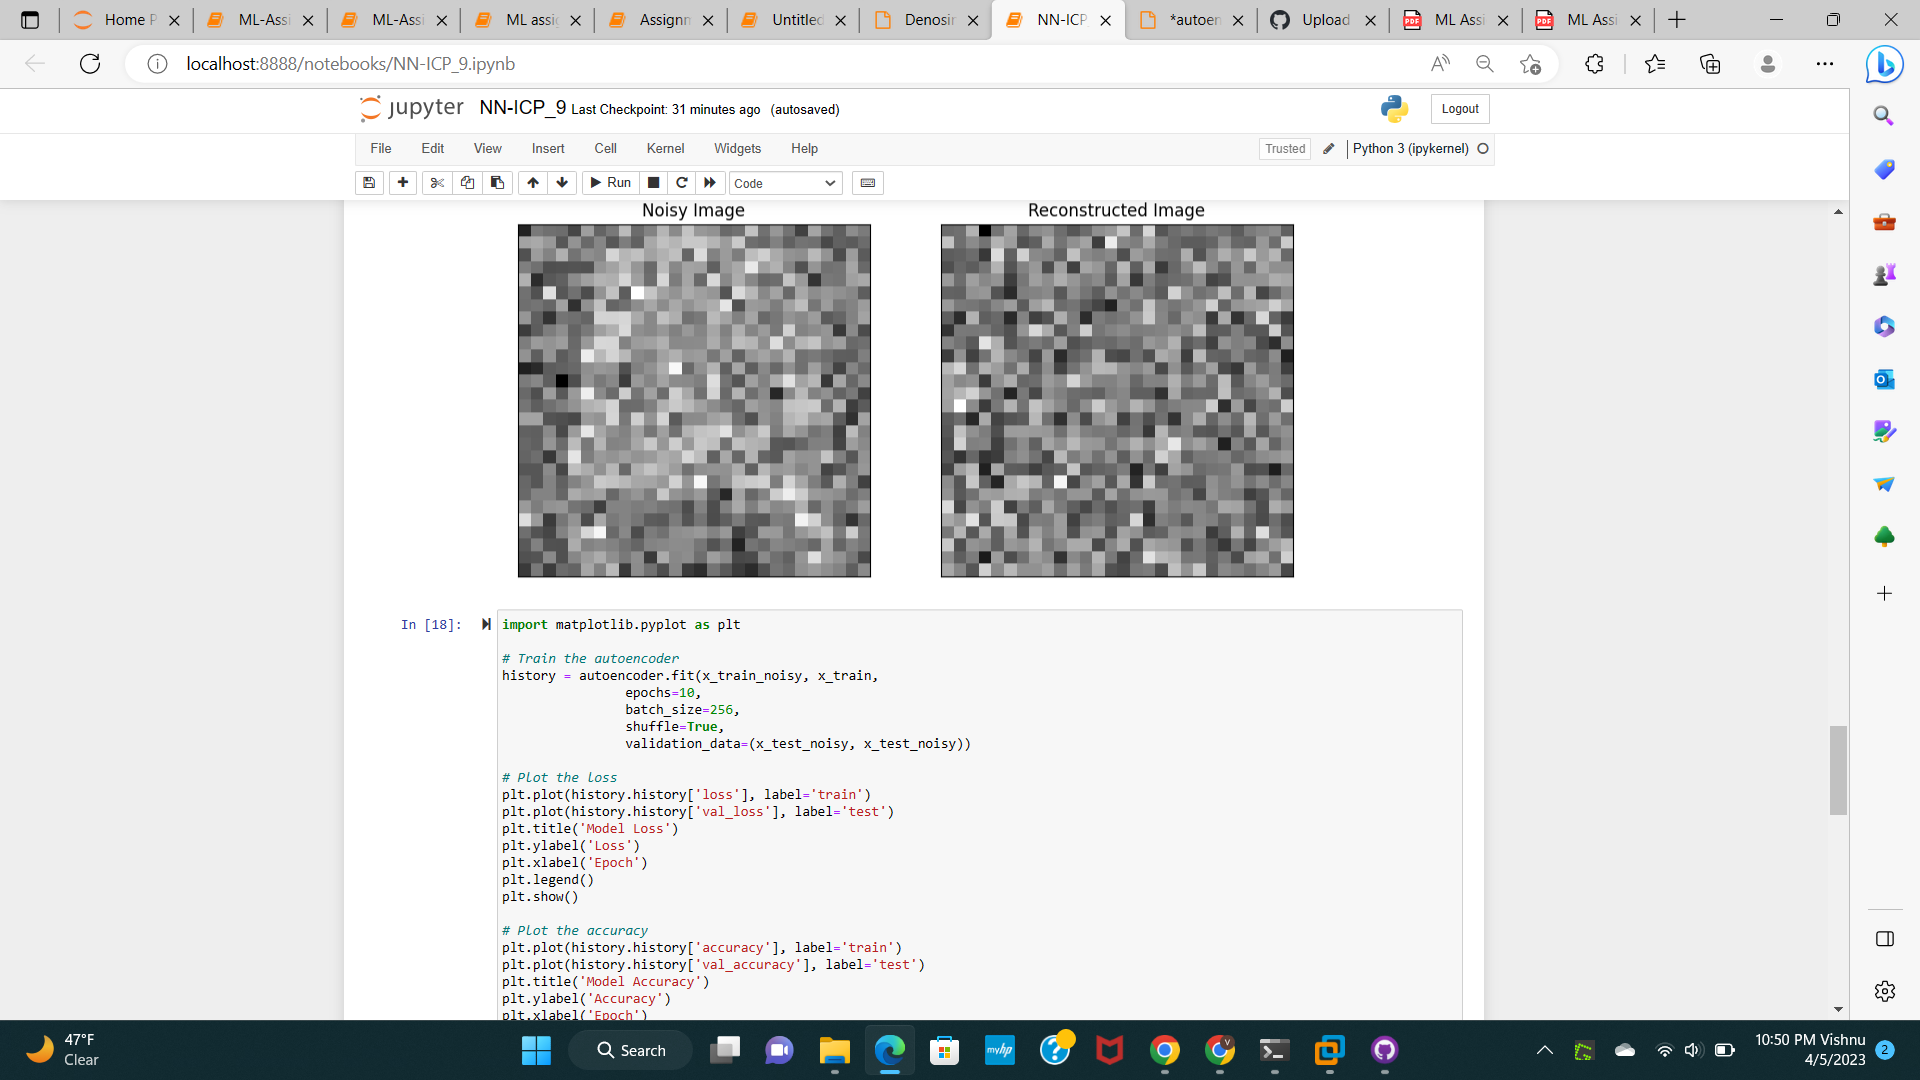 Home P
ML-Assi
ML-Assi
ML assig
Assignm
Untitled
Denosin
NN-ICP
*autoen
Upload
ML Assi
ML Assi
localhost:8888/notebooks/NN-ICP_9.ipynb
jupyter NN-ICP_9 Last Checkpoint: 31 minutes ago (autosaved)
Logout
File Edit View Insert Cell Kernel Widgets Help
Trusted
Python 3 (ipykernel)
Run
Code
Noisy Image
Reconstructed Image
In [18]:
import matplotlib.pyplot as plt
# Train the autoencoder
history = autoencoder.fit(x_train_noisy, x_train,
epochs=10,
batch_size=256,
shuffle=True,
validation_data=(x_test_noisy, x_test_noisy))
# Plot the loss
plt.plot(history.history['loss'], label='train')
plt.plot(history.history['val_loss'], label='test')
plt.title('Model Loss')
plt.ylabel('Loss')
plt.xlabel('Epoch')
plt.legend()
plt.show()
# Plot the accuracy
plt.plot(history.history['accuracy'], label='train')
plt.plot(history.history['val_accuracy'], label='test')
plt.title('Model Accuracy')
plt.ylabel('Accuracy')
plt.xlabel('Epoch')
47°F
Clear
Search
myhp
10:50 PM Vishnu
4/5/2023
2